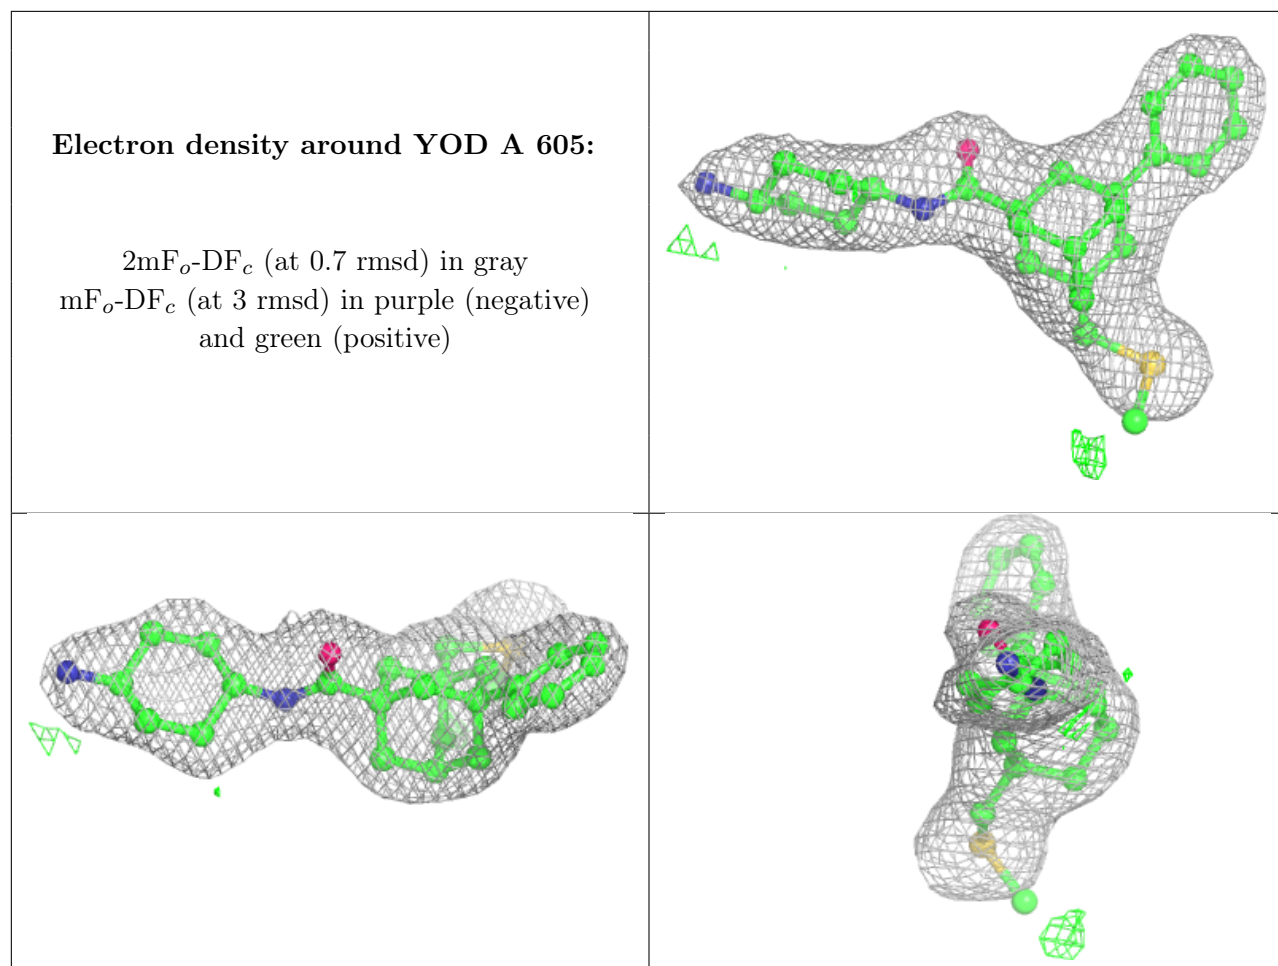 Electron density around YOD A 605:
2mFₒ-DF𝒸 (at 0.7 rmsd) in gray
mFₒ-DF𝒸 (at 3 rmsd) in purple (negative)
and green (positive)